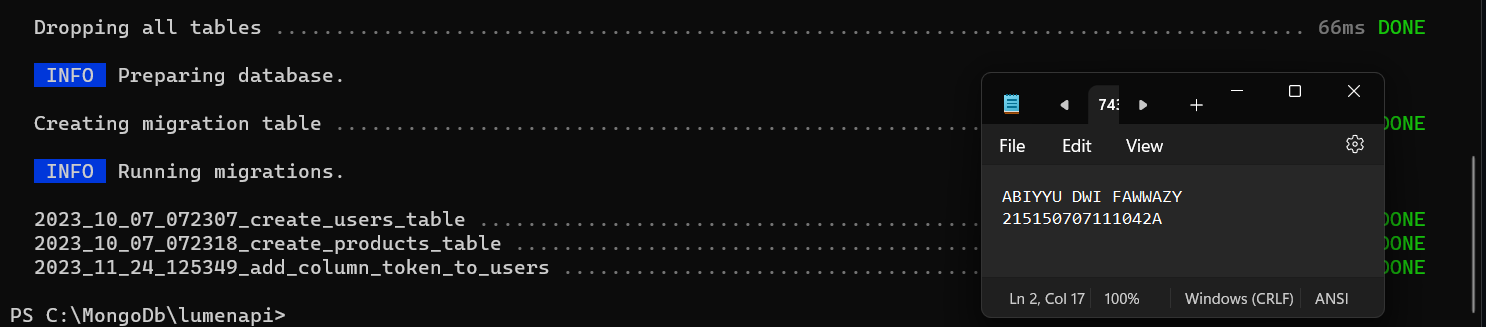 Dropping all tables ................................................................................ 66ms DONE
INFO Preparing database.
Creating migration table ...................................................... DONE
INFO Running migrations.
2023_10_07_072307_create_users_table .......................................... DONE
2023_10_07_072318_create_products_table ....................................... DONE
2023_11_24_125349_add_column_token_to_users ................................... DONE
PS C:\MongoDb\lumenapi>
File Edit View
ABIYYU DWI FAWWAZY
215150707111042A
Ln 2, Col 17 100% Windows (CRLF) ANSI